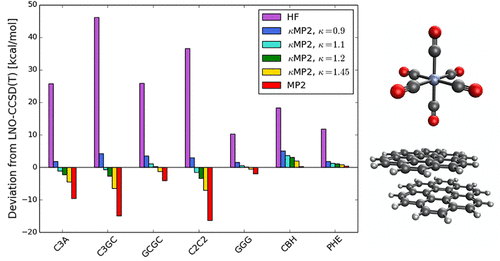 Deviation from LNO-CCSD(T) [kcal/mol]
50
40
30
20
10
0
−10
−20
HF
κMP2, κ=0.9
κMP2, κ=1.1
κMP2, κ=1.2
κMP2, κ=1.45
MP2
C3A
C3GC
GCGC
C2C2
GGG
CBH
PHE